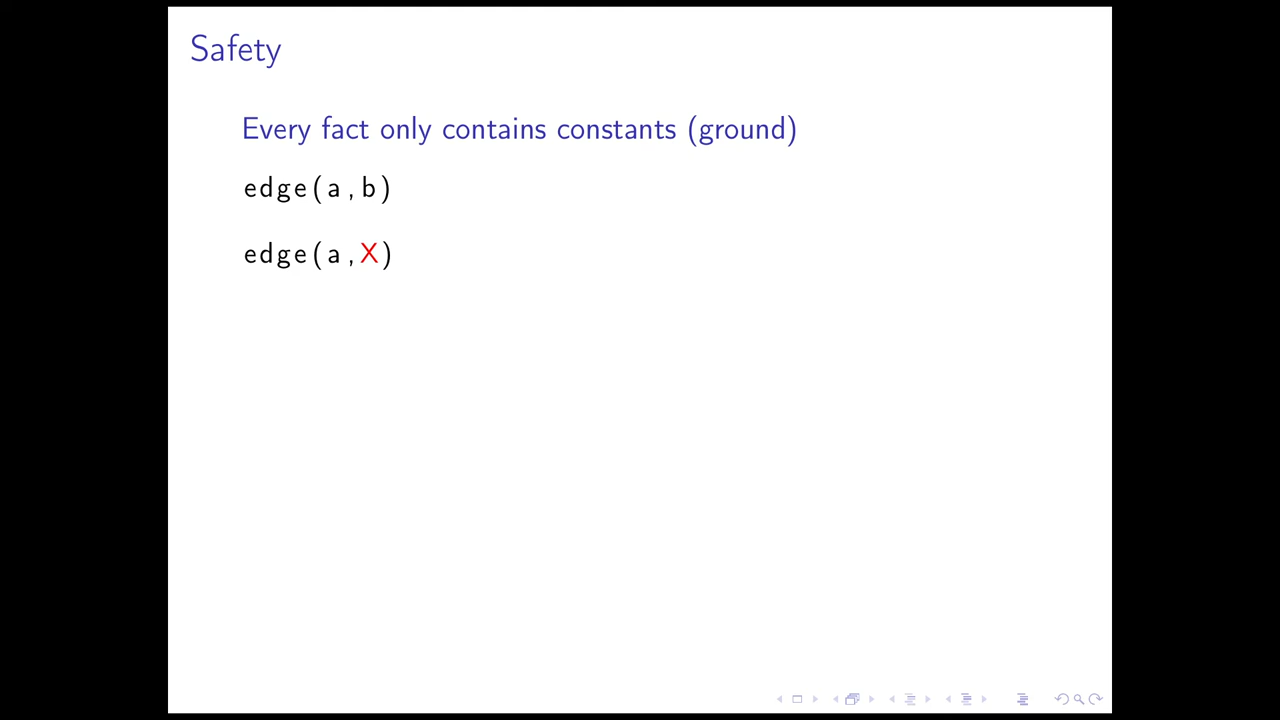 Safety
Every fact only contains constants (ground)
edge(a,b)
edge(a,X)